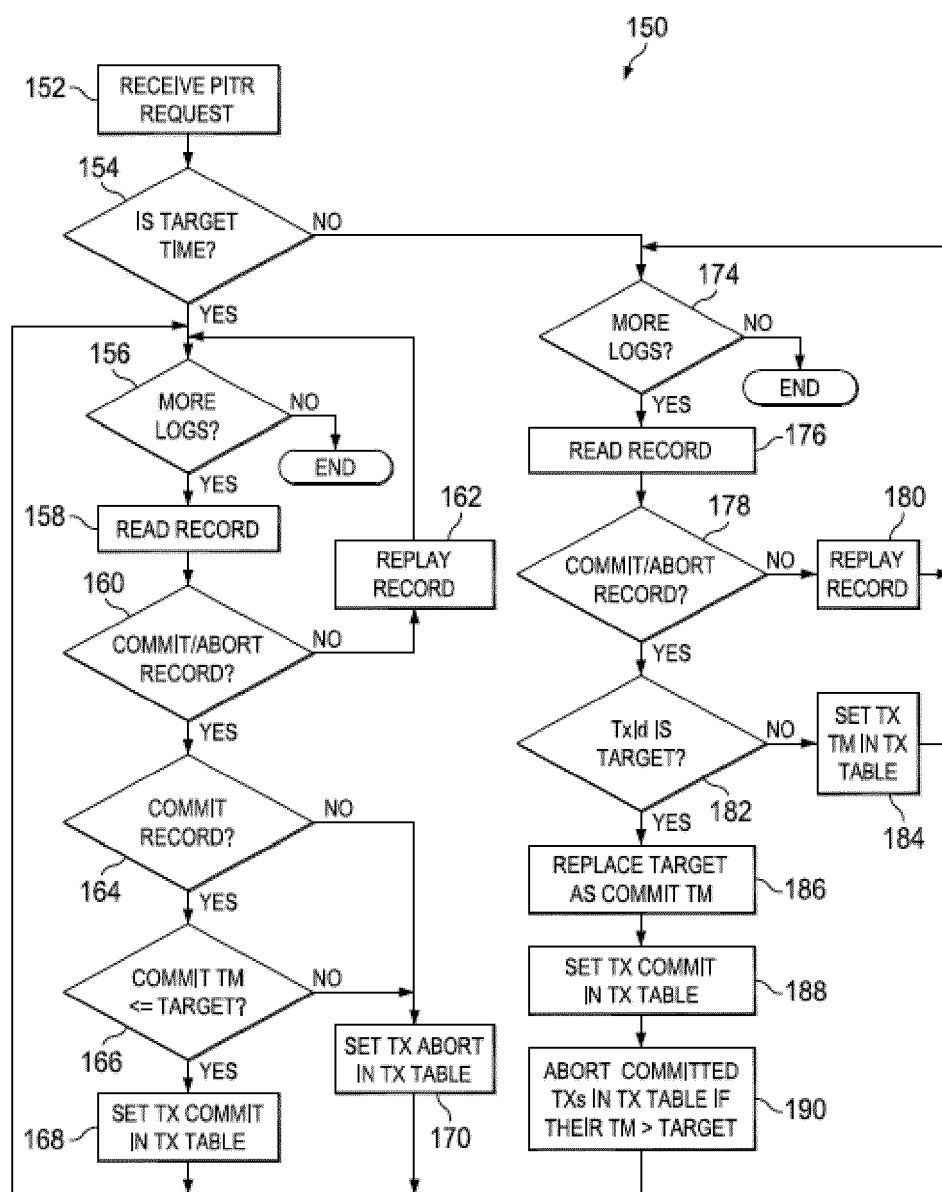 150
152
RECEIVE PITR
REQUEST
154
IS TARGET
TIME?
NO
YES
156
MORE
LOGS?
NO
END
YES
158
READ RECORD
160
COMMIT/ABORT
RECORD?
NO
162
REPLAY
RECORD
YES
COMMIT
RECORD?
NO
164
YES
COMMIT TM
<= TARGET?
NO
166
YES
168
SET TX COMMIT
IN TX TABLE
SET TX ABORT
IN TX TABLE
170
174
MORE
LOGS?
NO
END
YES
READ RECORD
176
178
COMMIT/ABORT
RECORD?
NO
180
REPLAY
RECORD
YES
TxId IS
TARGET?
NO
182
SET TX
TM IN TX
TABLE
184
YES
REPLACE TARGET
AS COMMIT TM
186
SET TX COMMIT
IN TX TABLE
188
ABORT COMMITTED
TXs IN TX TABLE IF
THEIR TM > TARGET
190